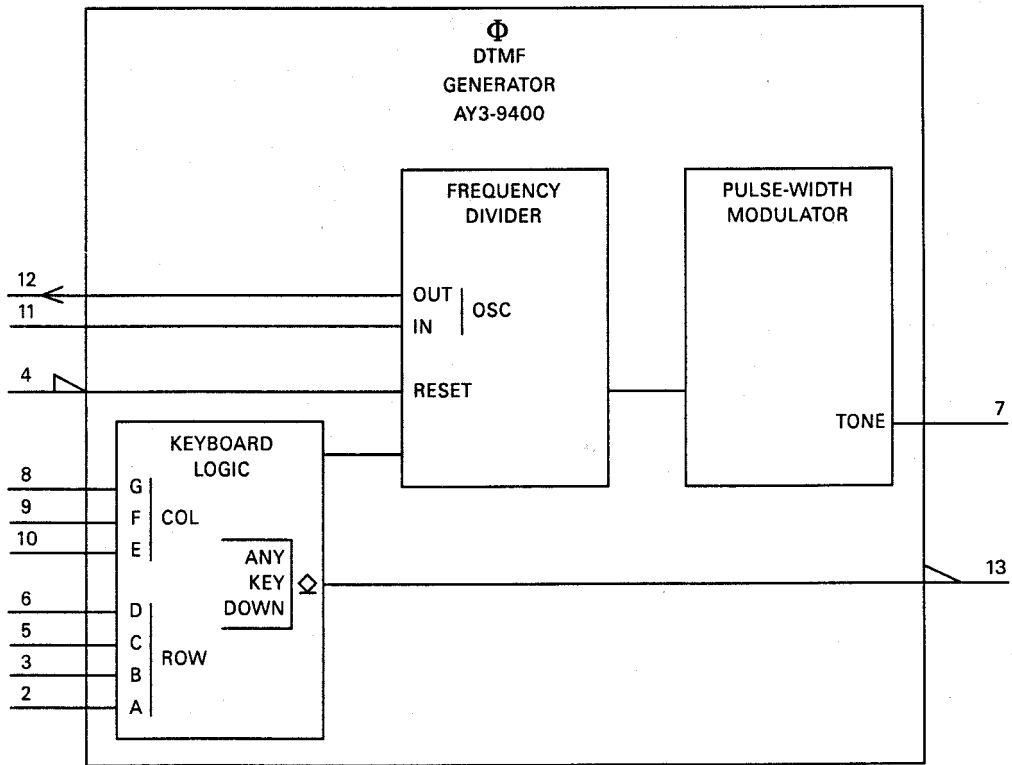 Φ
DTMF
GENERATOR
AY3-9400
FREQUENCY
DIVIDER
PULSE-WIDTH
MODULATOR
12
OUT
OSC
11
IN
4
RESET
7
TONE
KEYBOARD
LOGIC
8
G
9
F
COL
10
E
ANY
KEY
DOWN
13
6
D
5
C
ROW
3
B
2
A